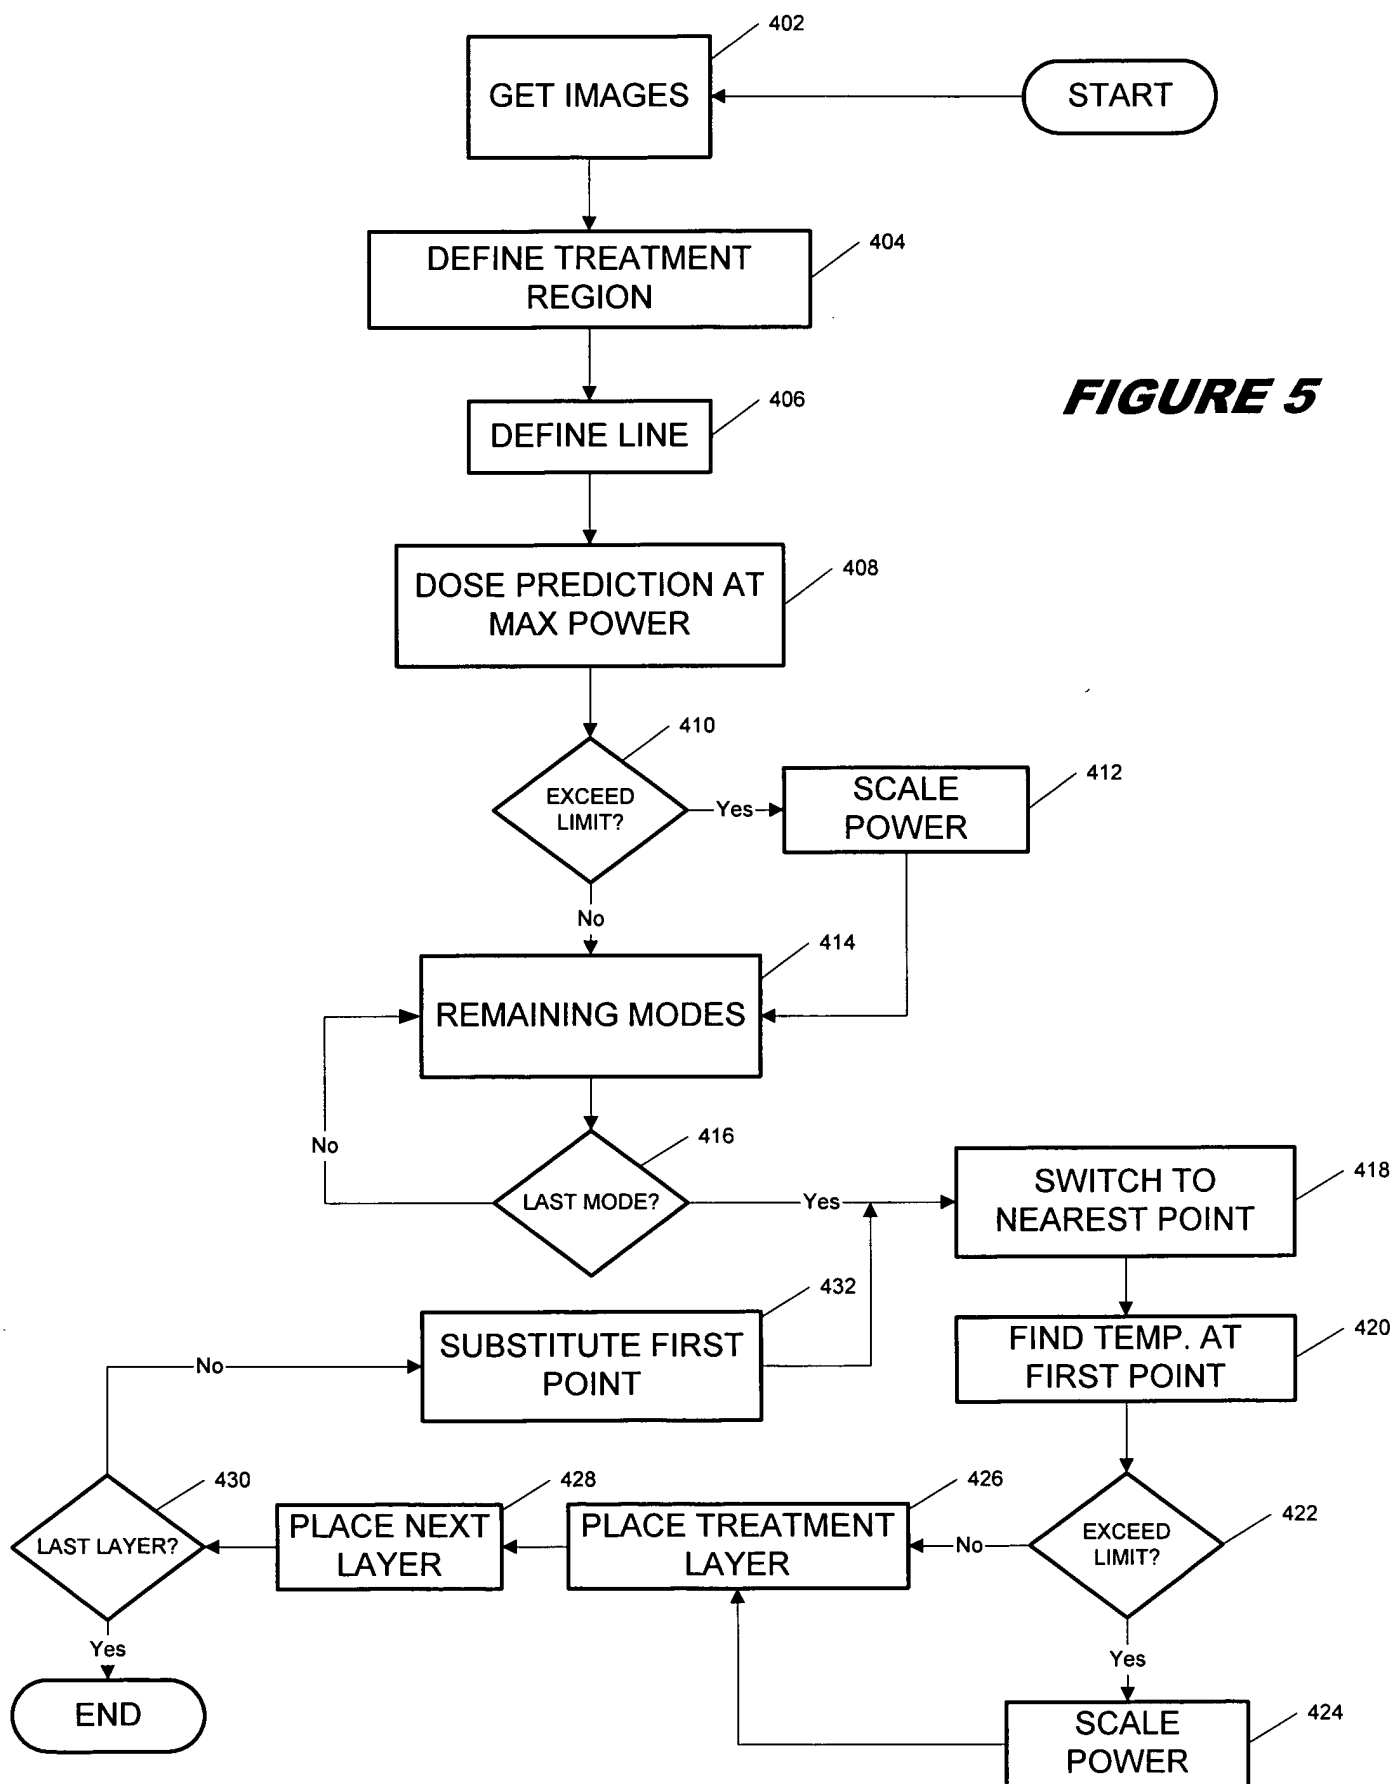 402
GET IMAGES
START
404
DEFINE TREATMENT
REGION
FIGURE 5
406
DEFINE LINE
408
DOSE PREDICTION AT
MAX POWER
410
EXCEED
LIMIT?
Yes
412
SCALE
POWER
No
414
REMAINING MODES
No
416
LAST MODE?
Yes
418
SWITCH TO
NEAREST POINT
432
SUBSTITUTE FIRST
POINT
No
420
FIND TEMP. AT
FIRST POINT
430
LAST LAYER?
428
PLACE NEXT
LAYER
426
PLACE TREATMENT
LAYER
No
422
EXCEED
LIMIT?
Yes
END
Yes
424
SCALE
POWER